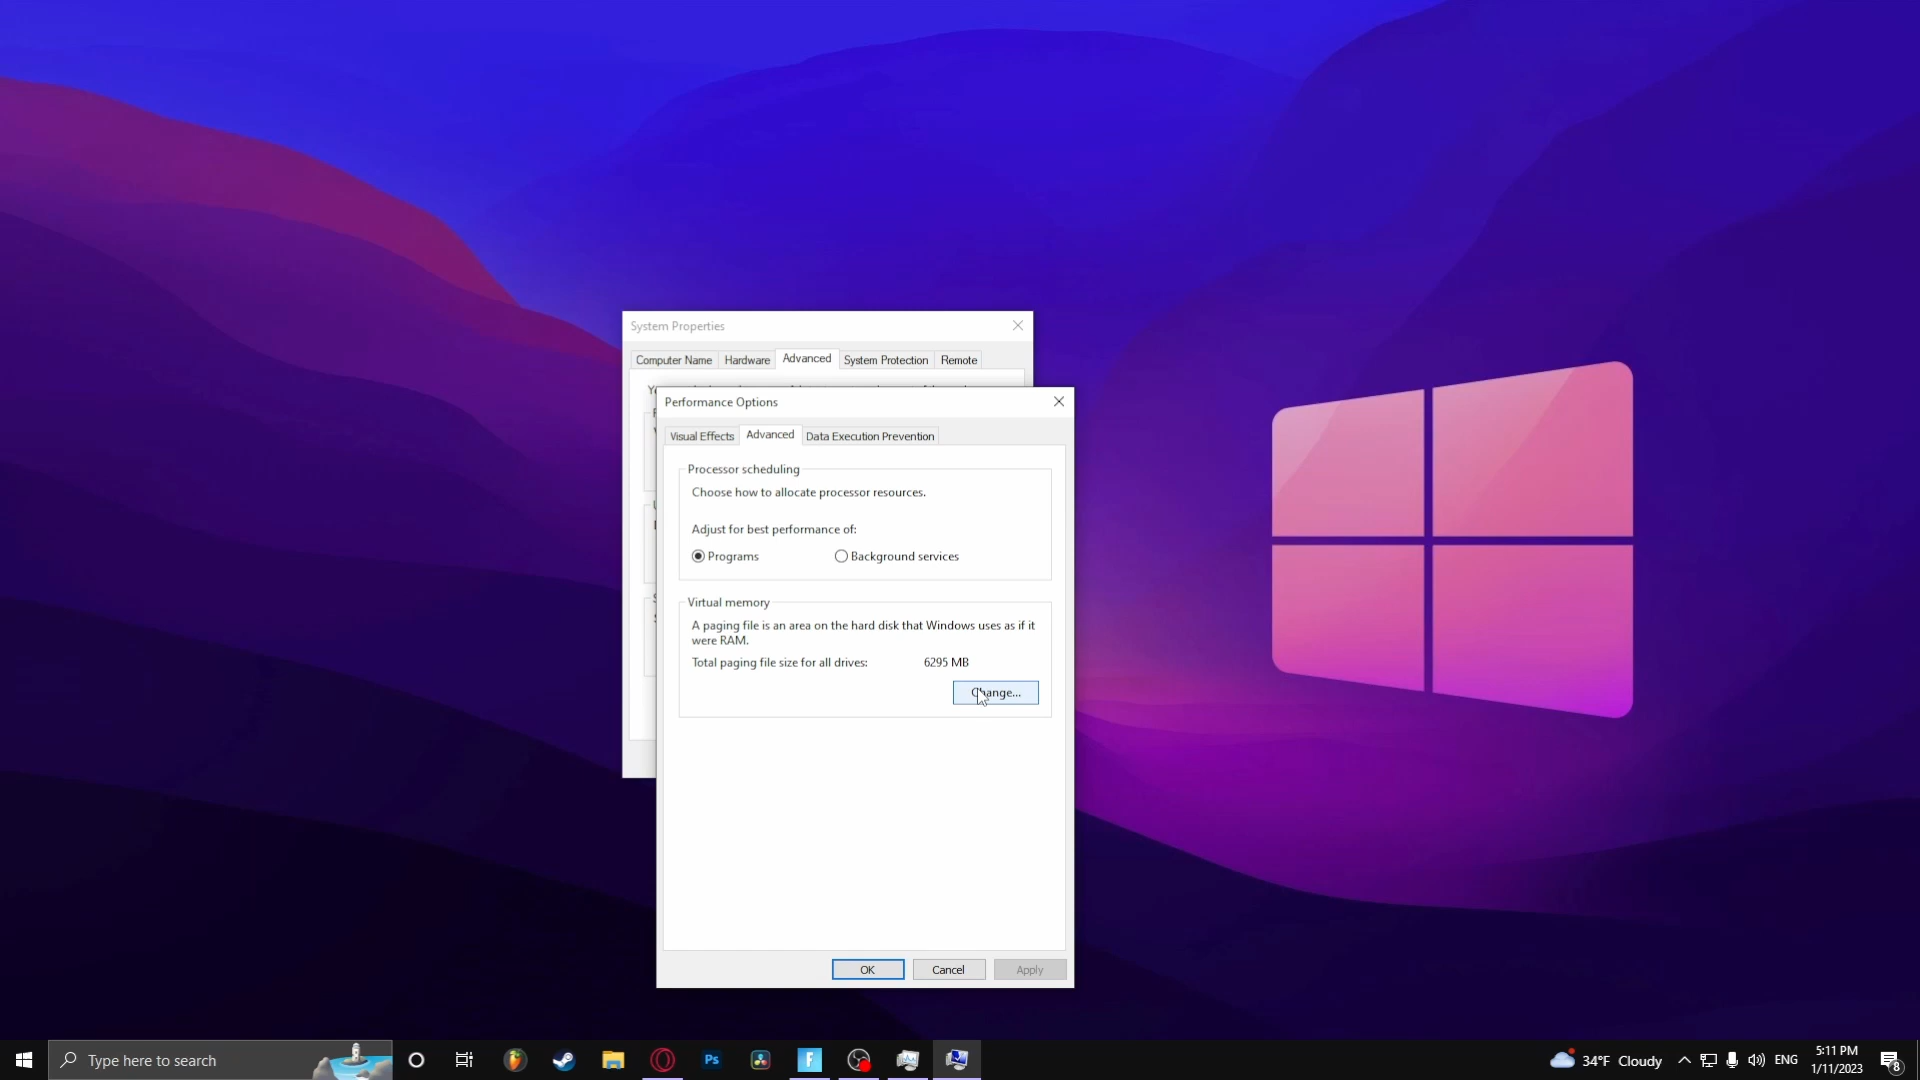 System Properties
Computer Name Hardware Advanced System Protection Remote
Performance Options
Visual Effects Advanced Data Execution Prevention
Processor scheduling
Choose how to allocate processor resources.
Adjust for best performance of:
Programs Background services
Virtual memory
A paging file is an area on the hard disk that Windows uses as if it
were RAM.
Total paging file size for all drives: 6295 MB
Change...
OK Cancel Apply
Type here to search
Ps
F
34°F Cloudy
ENG
5:11 PM
1/11/2023
8